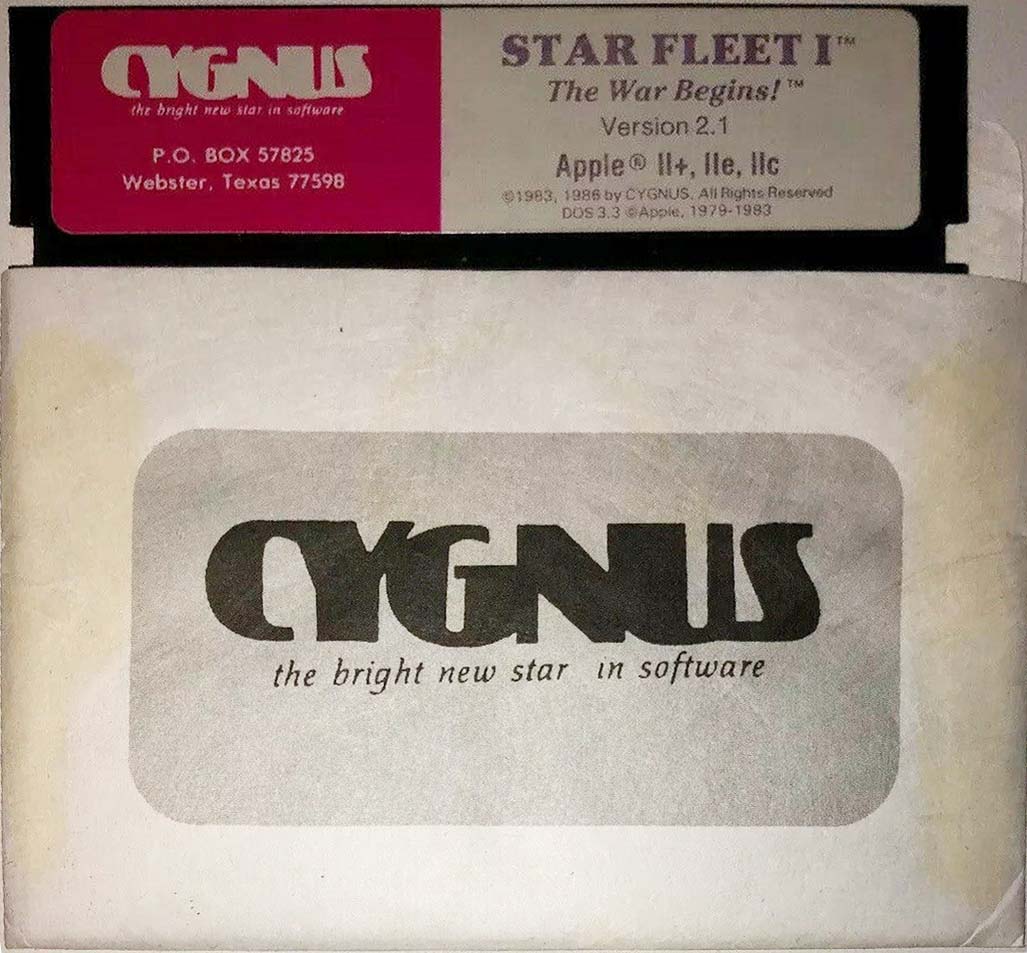 CYGNUS
the bright new star in software
P.O. BOX 57825
Webster, Texas 77598
STAR FLEET I™
The War Begins!™
Version 2.1
Apple® II+, IIe, IIc
©1983, 1986 by CYGNUS. All Rights Reserved
DOS 3.3 ©Apple, 1979-1983
CYGNUS
the bright new star in software